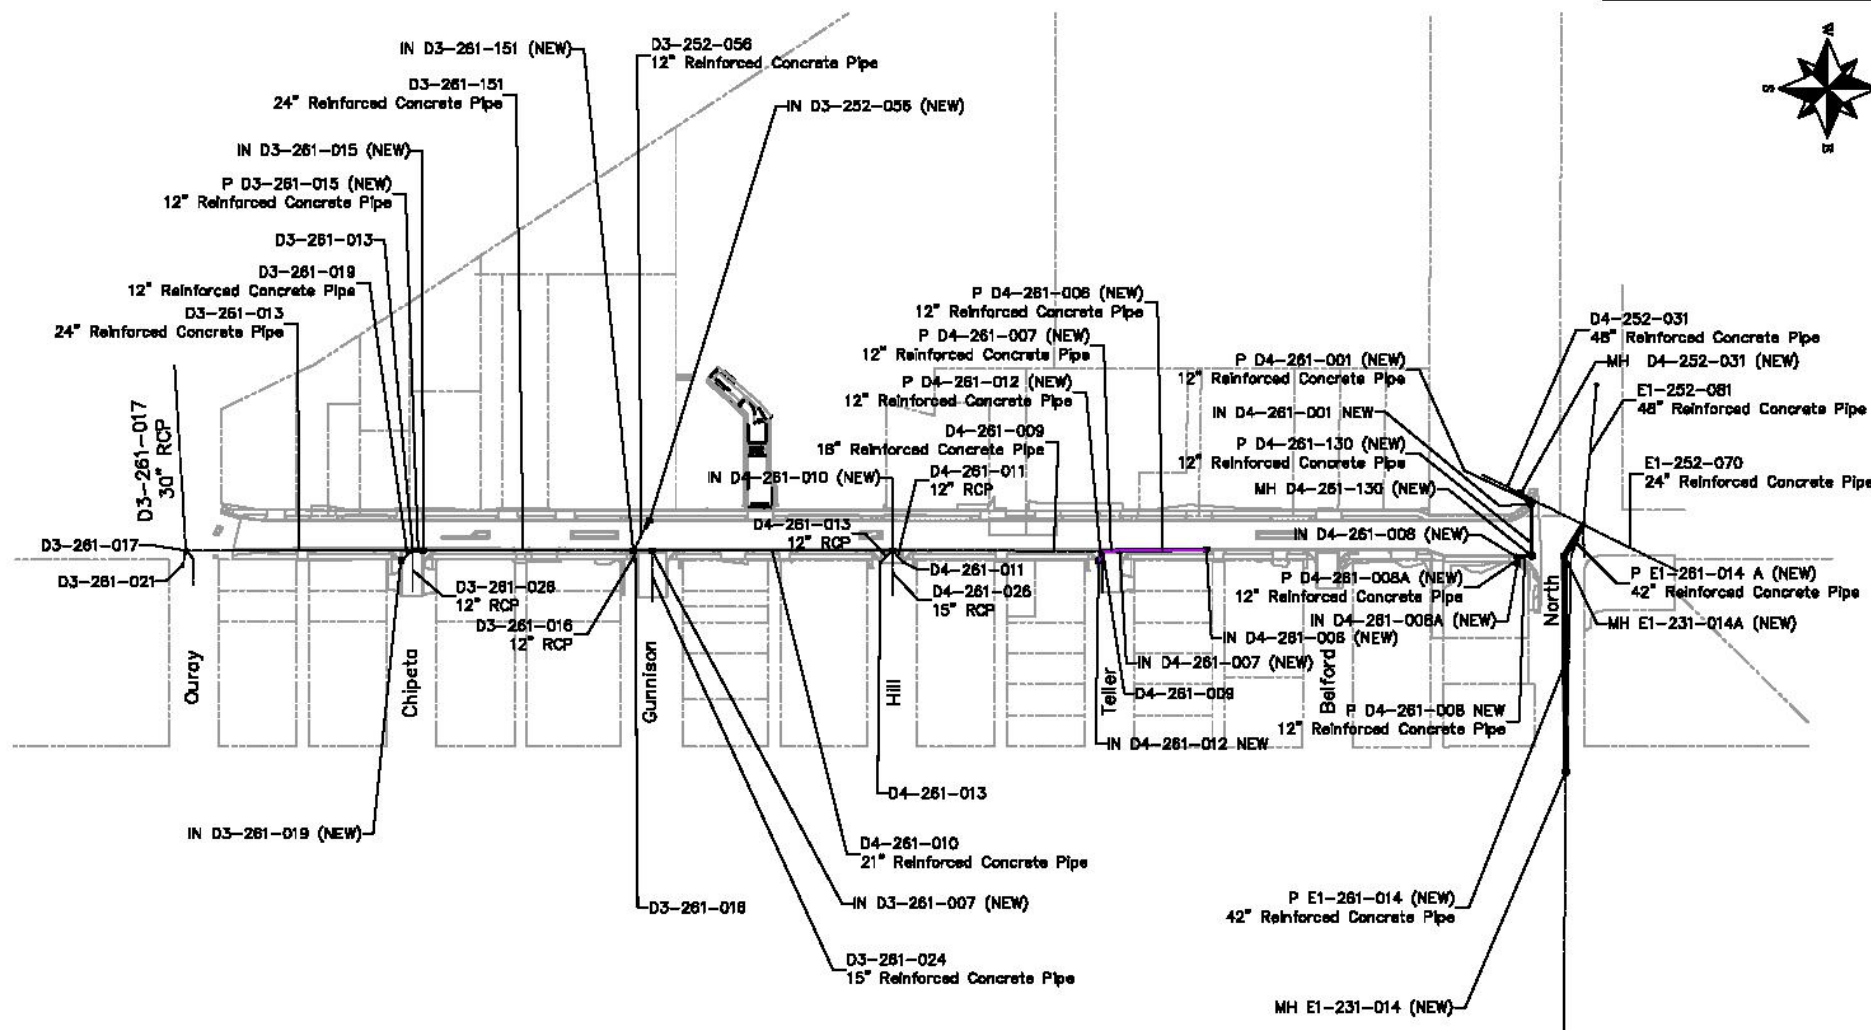 IN D3-261-151 (NEW)
D3-252-056
12" Reinforced Concrete Pipe
D3-261-151
24" Reinforced Concrete Pipe
IN D3-252-056 (NEW)
IN D3-261-015 (NEW)
P D3-261-015 (NEW)
12" Reinforced Concrete Pipe
D3-261-013
D3-261-019
12" Reinforced Concrete Pipe
D3-261-013
24" Reinforced Concrete Pipe
D3-261-017
30" RCP
D3-261-017
D3-261-021
W
S
E
P D4-261-006 (NEW)
12" Reinforced Concrete Pipe
P D4-261-007 (NEW)
12" Reinforced Concrete Pipe
P D4-261-012 (NEW)
12" Reinforced Concrete Pipe
D4-261-009
18" Reinforced Concrete Pipe
IN D4-261-010 (NEW)
D4-261-011
12" RCP
D4-261-013
12" RCP
D4-252-031
48" Reinforced Concrete Pipe
P D4-261-001 (NEW)
12" Reinforced Concrete Pipe
MH D4-252-031 (NEW)
IN D4-261-001 NEW
E1-252-081
48" Reinforced Concrete Pipe
P D4-261-130 (NEW)
12" Reinforced Concrete Pipe
MH D4-261-130 (NEW)
E1-252-070
24" Reinforced Concrete Pipe
IN D4-261-008 (NEW)
P D4-261-008A (NEW)
12" Reinforced Concrete Pipe
IN D4-261-008A (NEW)
P E1-261-014 A (NEW)
42" Reinforced Concrete Pipe
MH E1-231-014A (NEW)
D3-261-026
12" RCP
D3-261-016
12" RCP
D4-261-011
D4-261-026
15" RCP
IN D4-261-006 (NEW)
IN D4-261-007 (NEW)
D4-261-009
IN D4-261-012 NEW
P D4-261-008 NEW
12" Reinforced Concrete Pipe
Ouray
Chipeta
Gunnison
Hill
Teller
Belford
North
D4-261-013
IN D3-261-019 (NEW)
D4-261-010
21" Reinforced Concrete Pipe
D3-261-018
IN D3-261-007 (NEW)
P E1-261-014 (NEW)
42" Reinforced Concrete Pipe
D3-261-024
15" Reinforced Concrete Pipe
MH E1-231-014 (NEW)